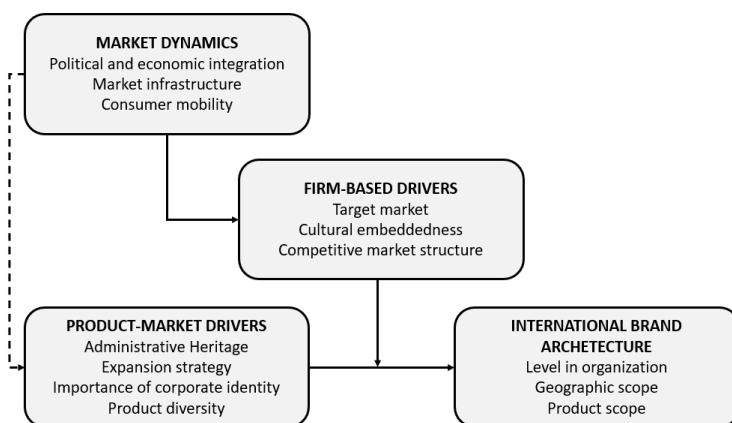 MARKET DYNAMICS
Political and economic integration
Market infrastructure
Consumer mobility
FIRM-BASED DRIVERS
Target market
Cultural embeddedness
Competitive market structure
PRODUCT-MARKET DRIVERS
Administrative Heritage
Expansion strategy
Importance of corporate identity
Product diversity
INTERNATIONAL BRAND
ARCHETECTURE
Level in organization
Geographic scope
Product scope